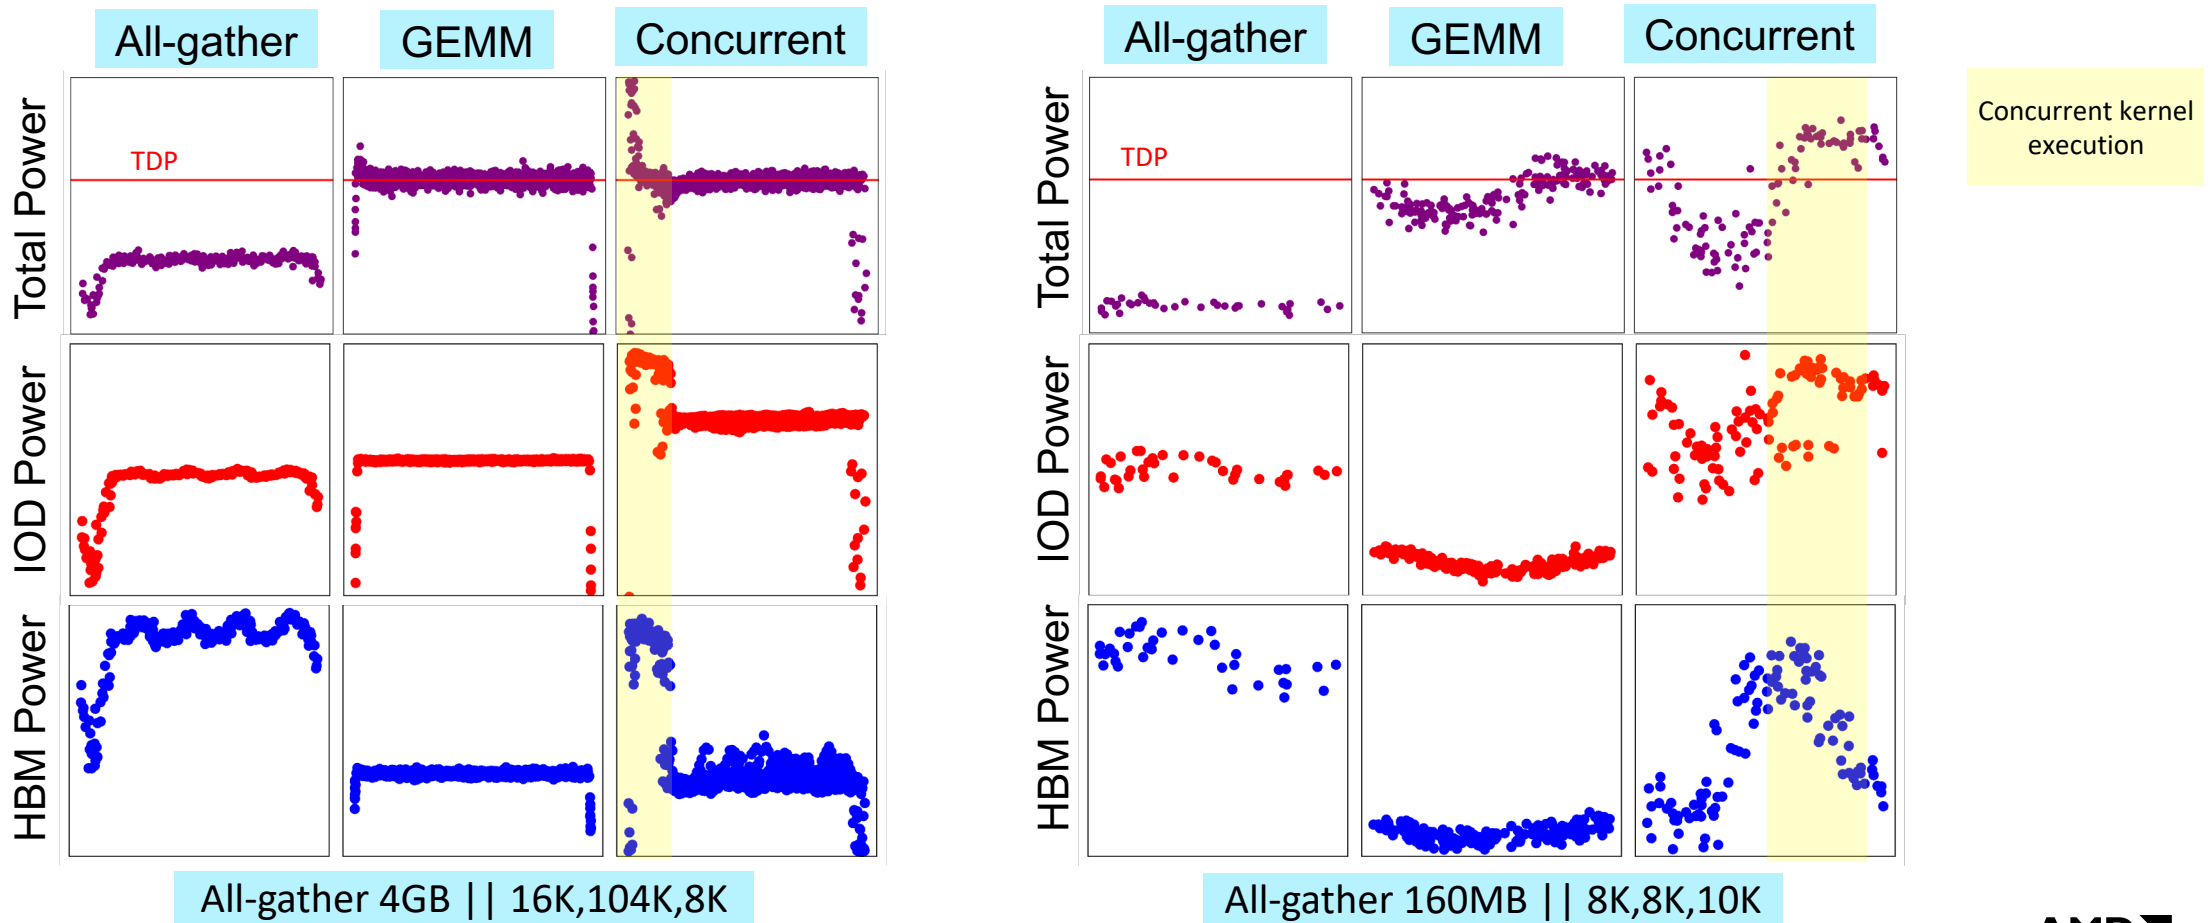 All-gather
GEMM
Concurrent
All-gather
GEMM
Concurrent
Total Power
TDP
Total Power
TDP
Concurrent kernel
execution
IOD Power
IOD Power
HBM Power
HBM Power
All-gather 4GB || 16K,104K,8K
All-gather 160MB || 8K,8K,10K
AMD